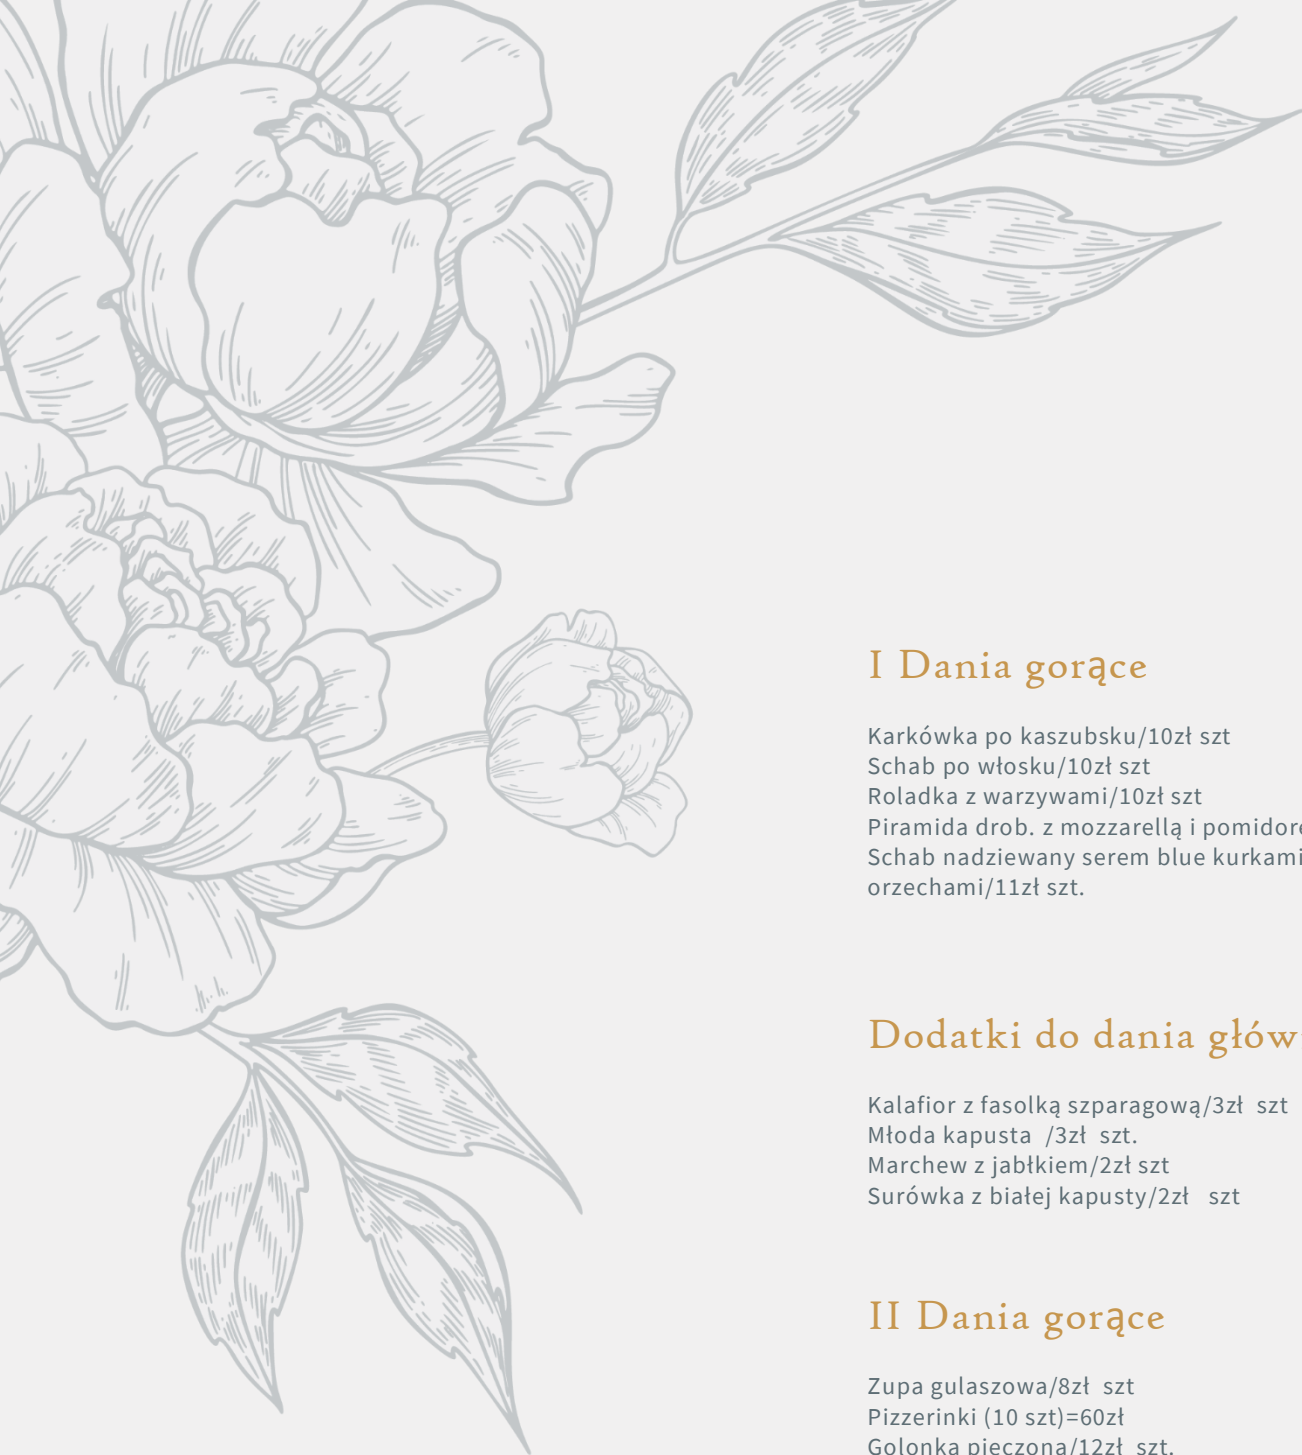 I Dania gorące
Karkówka po kaszubsku/10zł szt
Schab po włosku/10zł szt
Roladka z warzywami/10zł szt
Piramida drob. z mozzarellą i
Schab nadziewany serem blue kurkami
orzechami/11zł szt.
Dodatki do dania
Kalafior z fasolką szparagową/3zł szt
Młoda kapusta /3zł szt.
Marchew z jabłkiem/2zł szt
Surówka z białej kapusty/2zł szt
II Dania gorące
Zupa gulaszowa/8zł szt
Pizzerinki (10 szt)=60zł
Golonka pieczona/12zł szt.